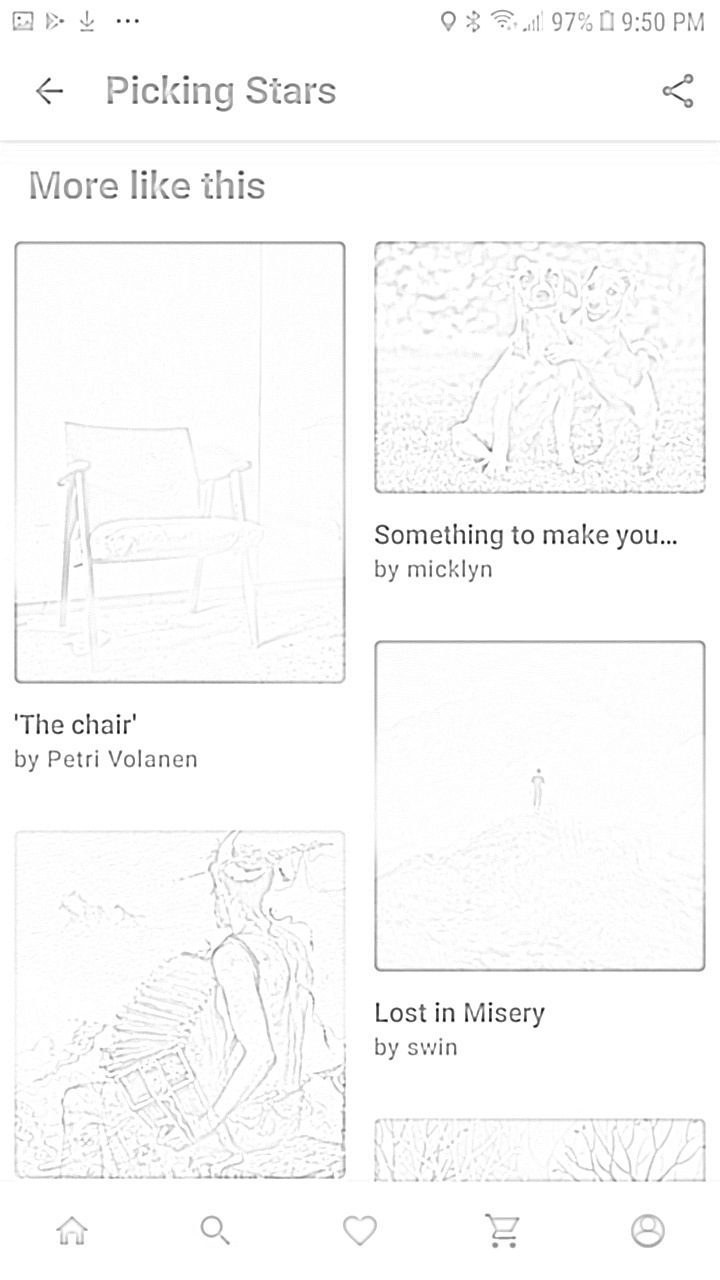 97% 9:50 PM
Picking Stars
More like this
'The chair'
by Petri Volanen
Something to make you...
by micklyn
Lost in Misery
by swin